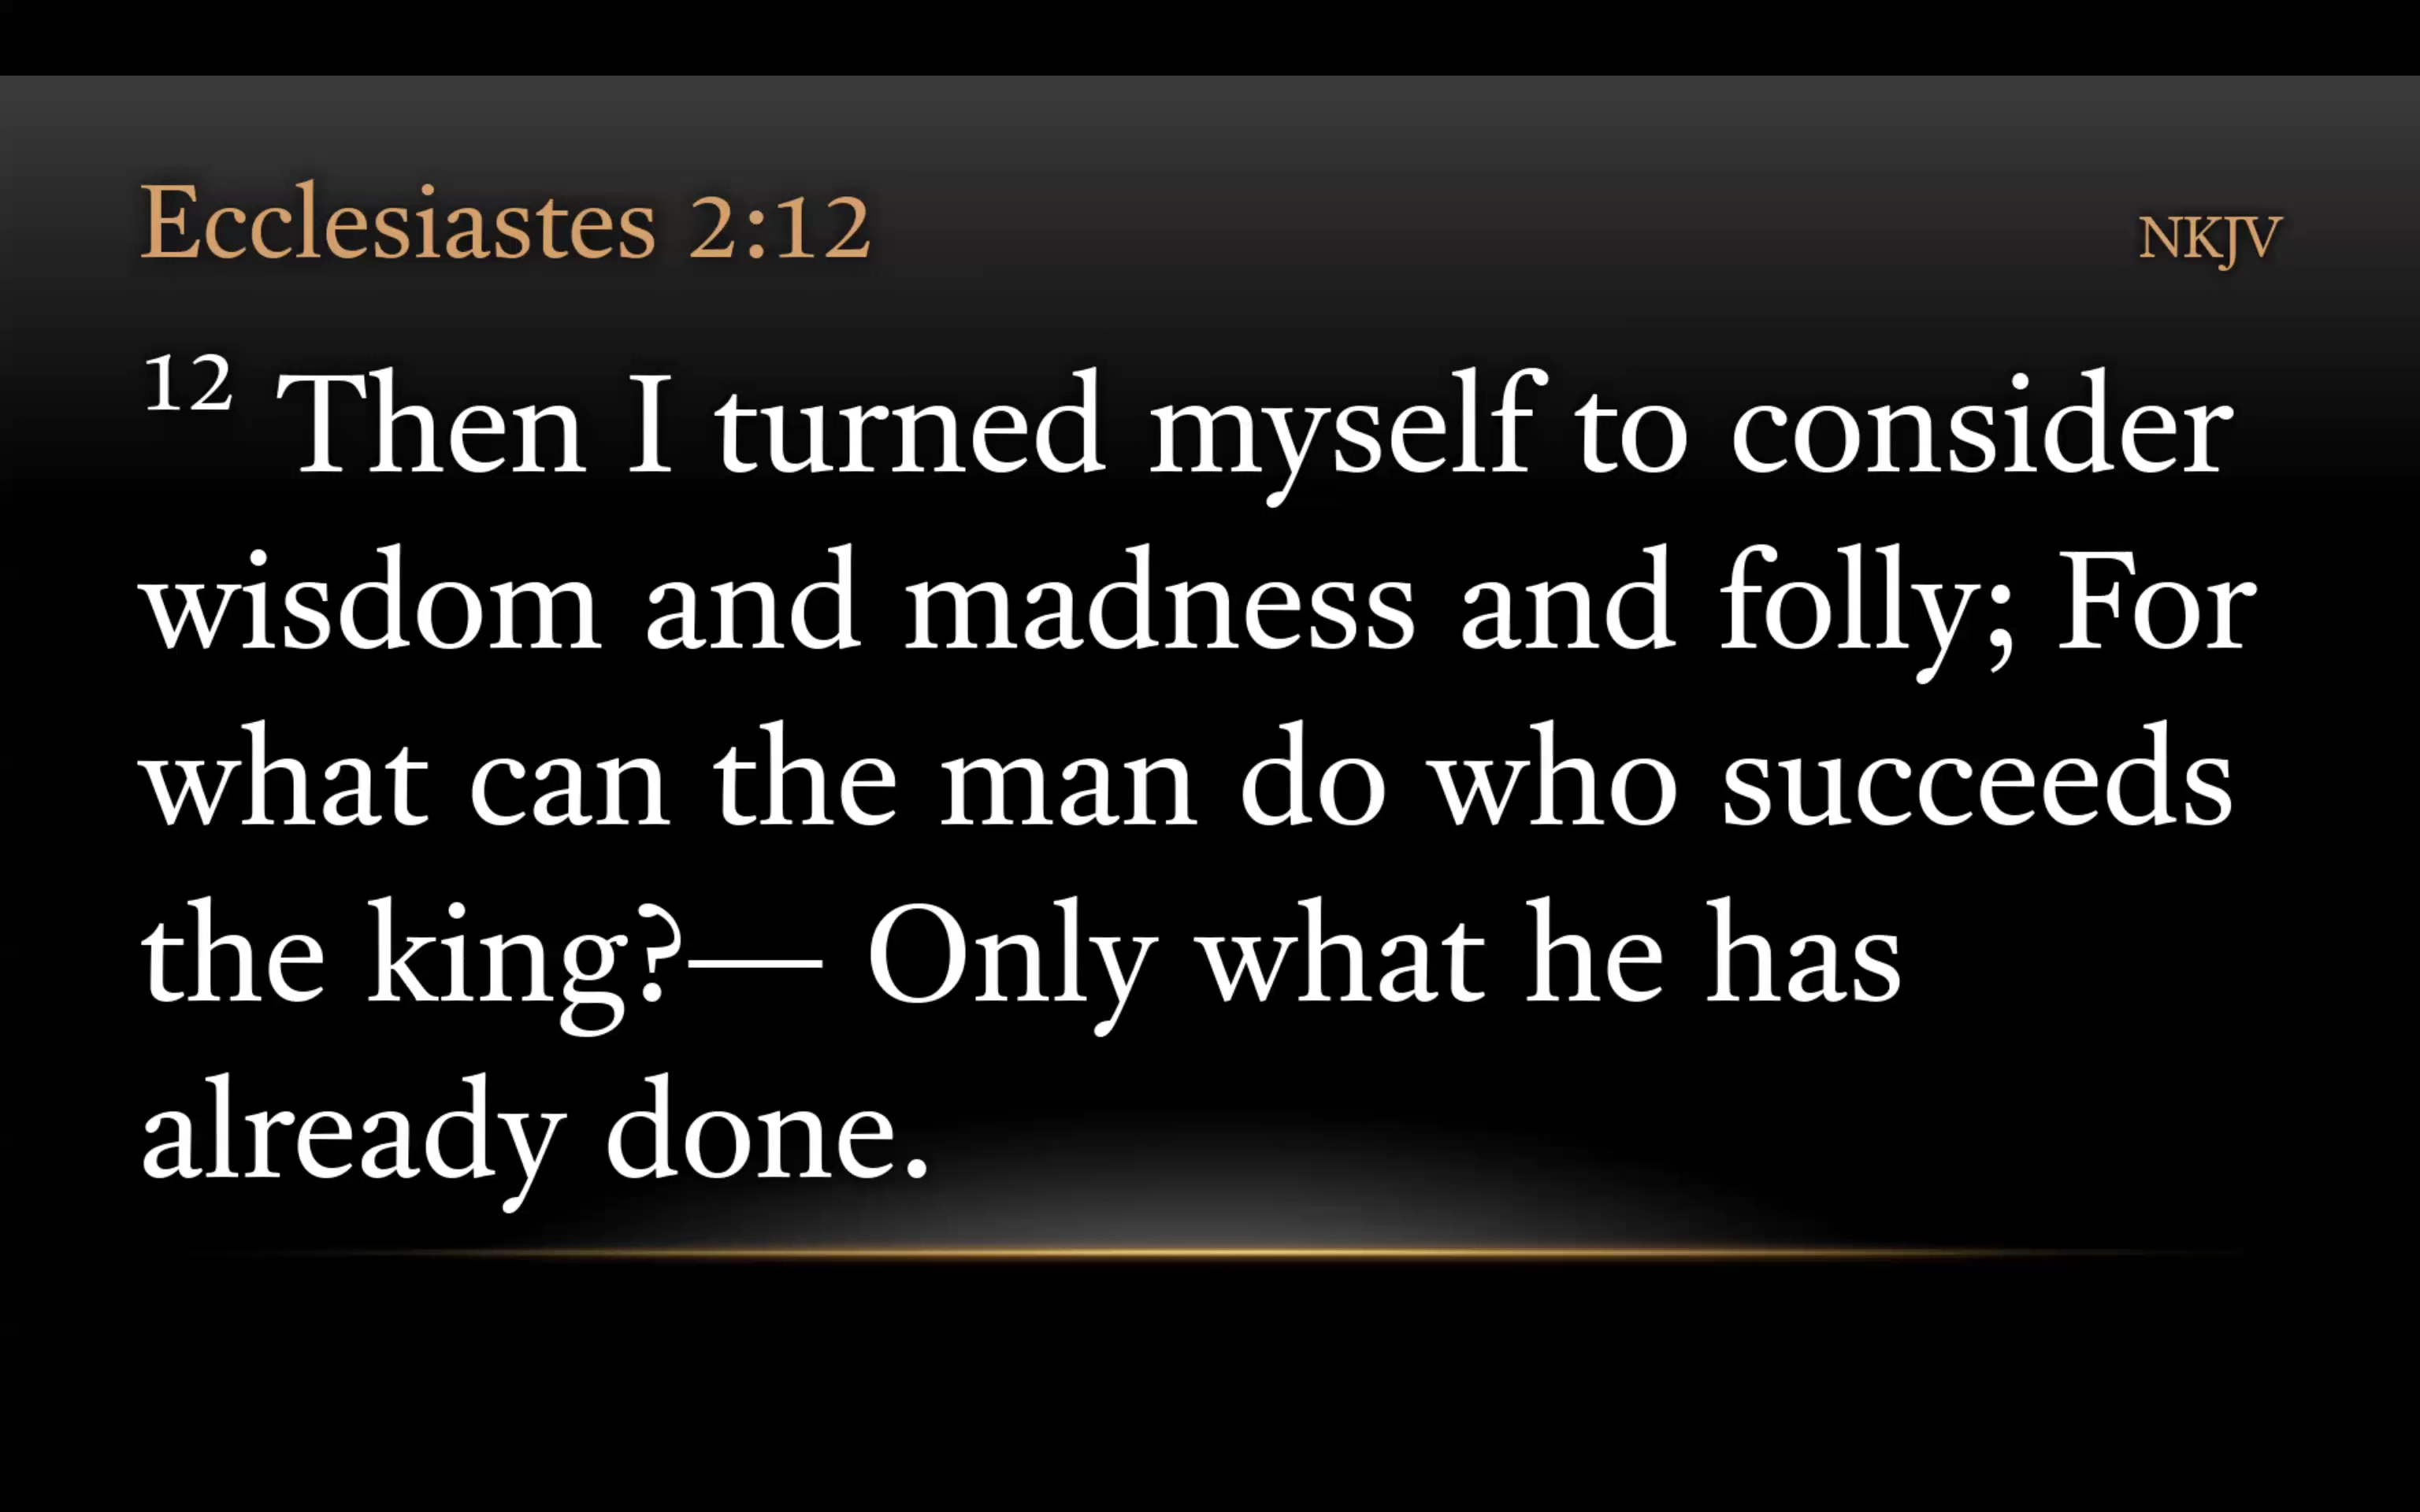 Ecclesiastes 2:12 NKJV
12 Then I turned myself to consider
wisdom and madness and folly; For
what can the man do who succeeds
the king?— Only what he has
already done.